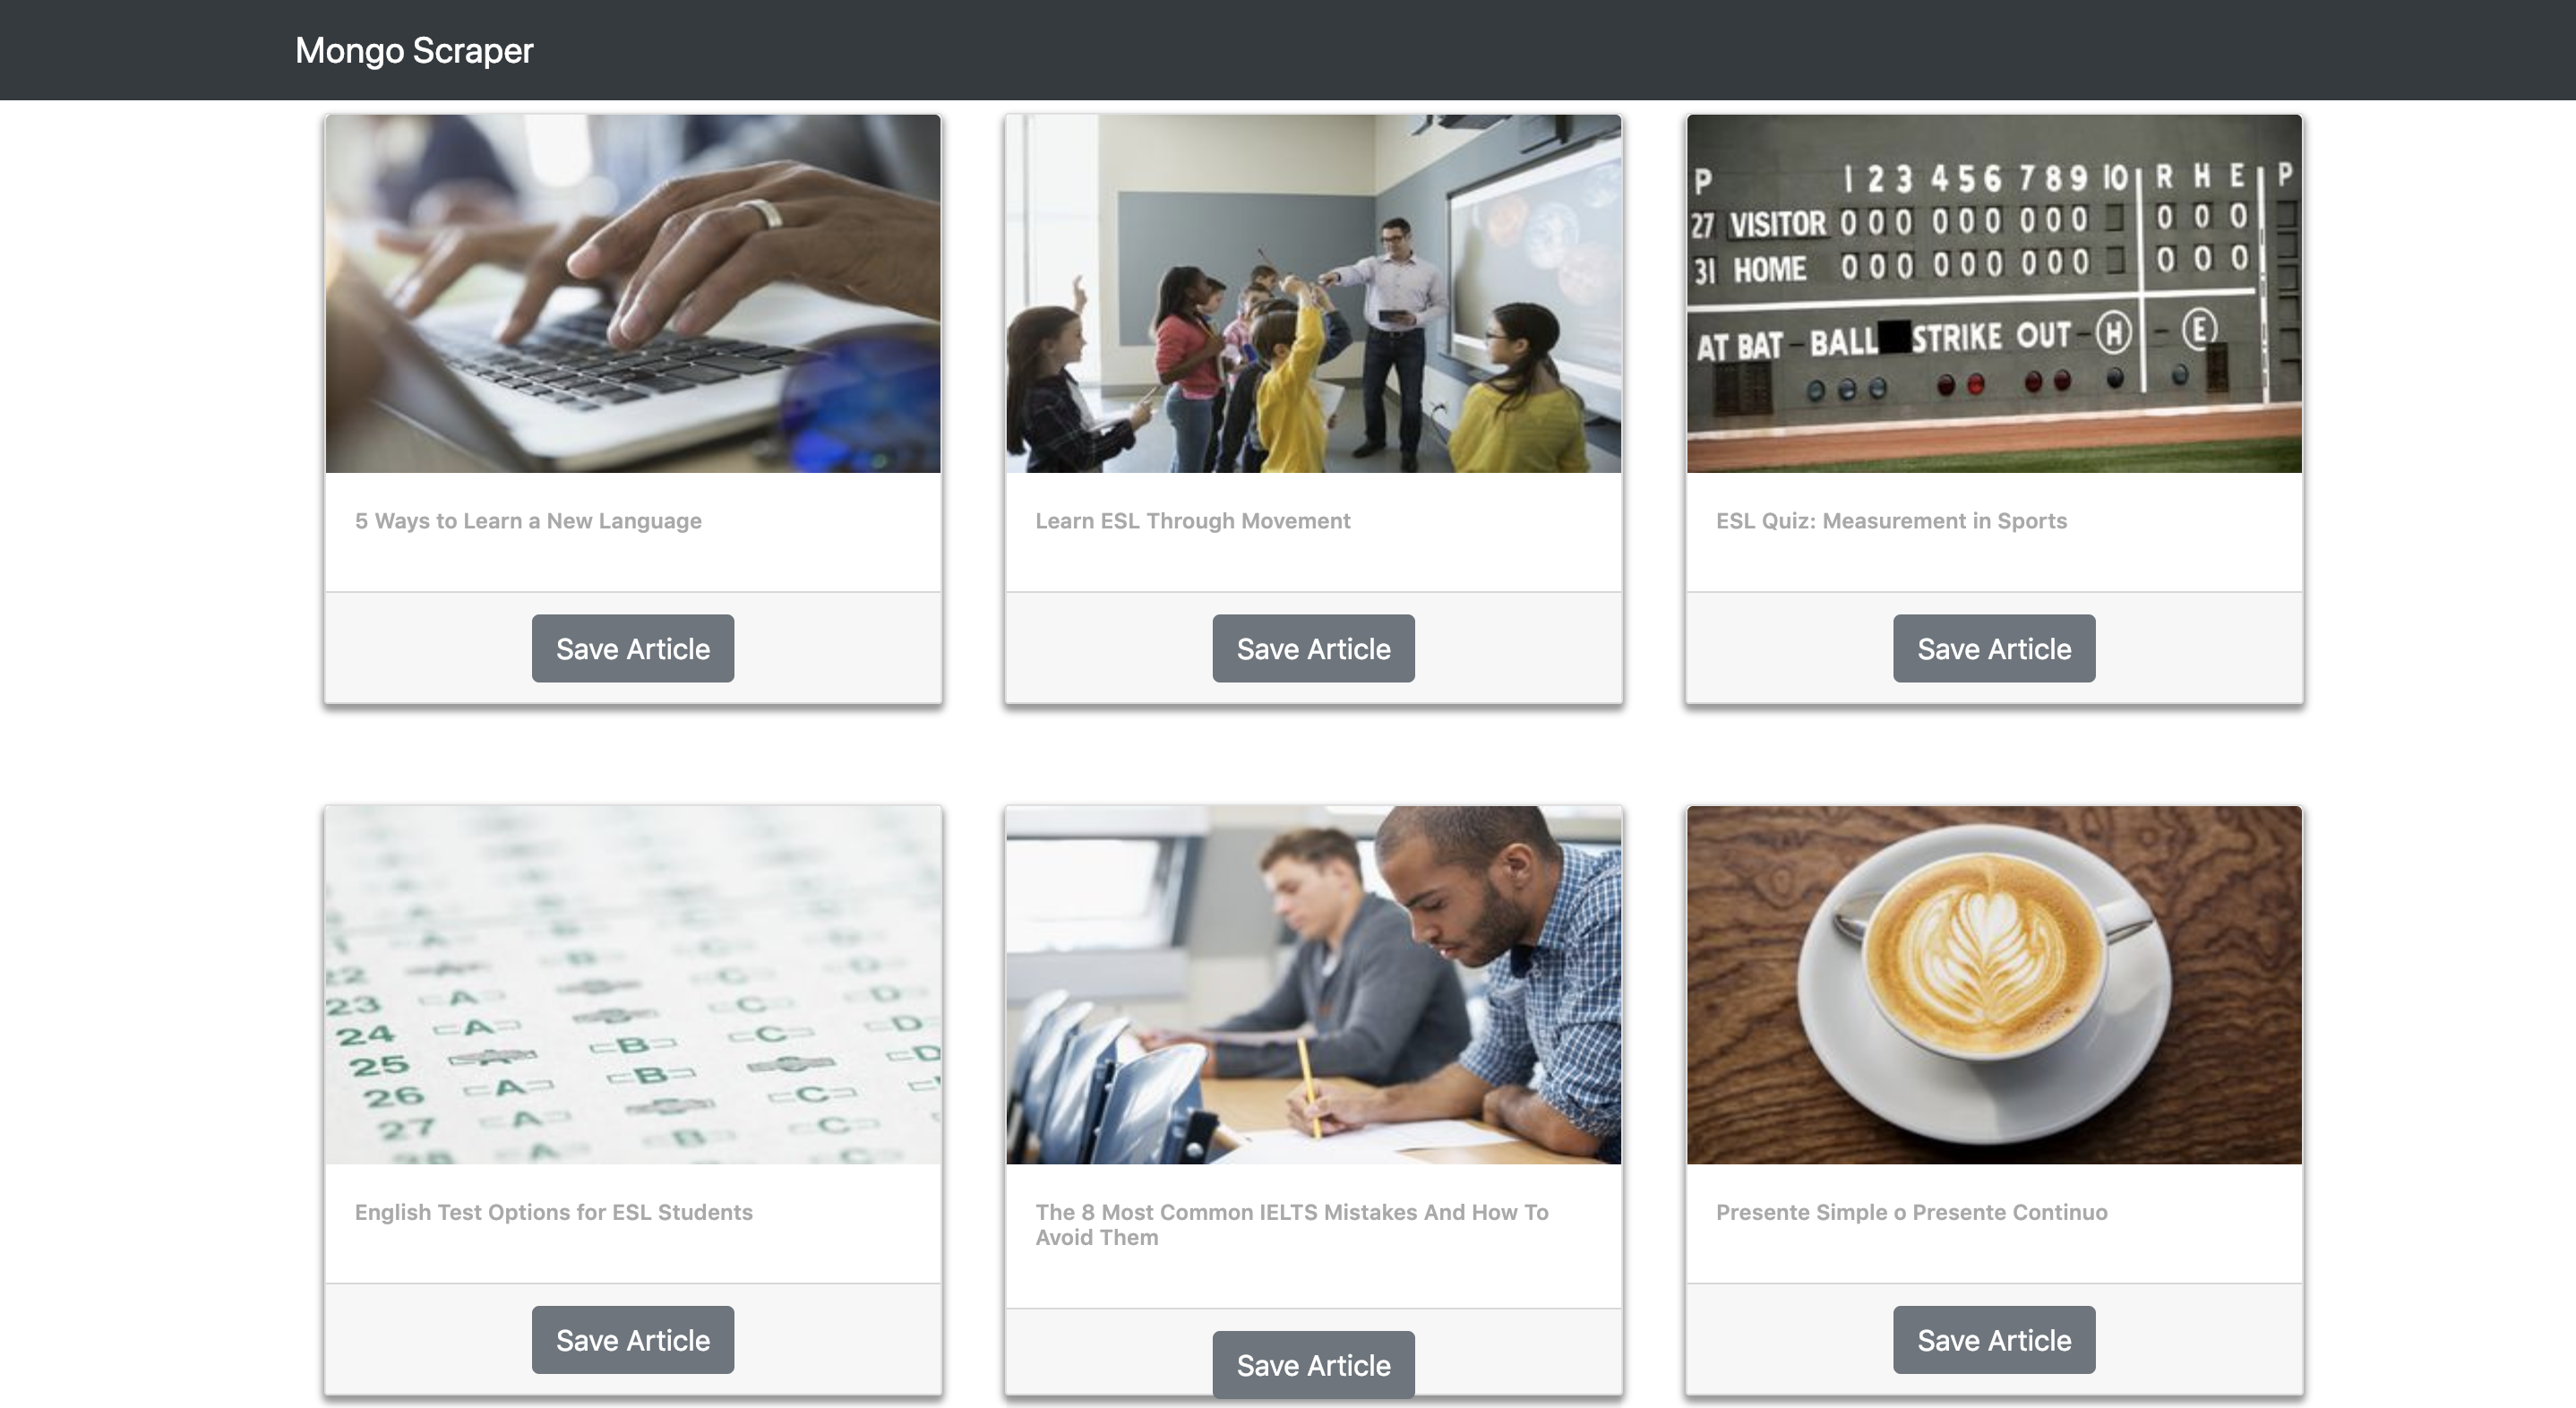 Mongo Scraper
P 1 2 3 4 5 6 7 8 9 10 R H E P
27 VISITOR 0 0 0 0 0 0 0 0 0 0 0 0
31 HOME 0 0 0 0 0 0 0 0 0 0 0 0
AT BAT - BALL STRIKE OUT - H - E
5 Ways to Learn a New Language
Learn ESL Through Movement
ESL Quiz: Measurement in Sports
Save Article
Save Article
Save Article
22 A B C D
23 A B C D
24 A B C D
25 A B C D
26 A B C
27 A B C
28 A B C
English Test Options for ESL Students
The 8 Most Common IELTS Mistakes And How To
Avoid Them
Presente Simple o Presente Continuo
Save Article
Save Article
Save Article